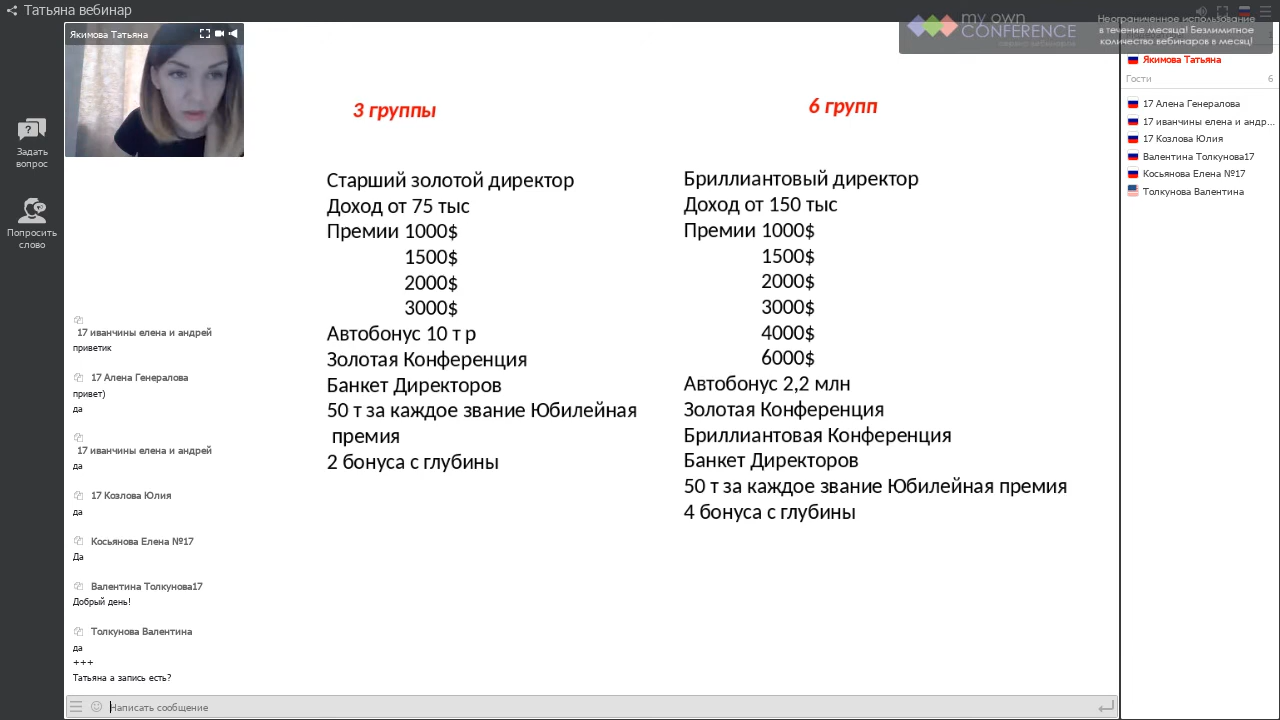 Татьяна вебинар
Якимова Татьяна
my own
CONFERENCE
Неограниченное использование
в течение месяца! Безлимитное
количество вебинаров в месяц!
Задать
вопрос
Попросить
слово
3 группы
Старший золотой директор
Доход от 75 тыс
Премии 1000$
1500$
2000$
3000$
Автобонус 10 т р
Золотая Конференция
Банкет Директоров
50 т за каждое звание Юбилейная
премия
2 бонуса с глубины
6 групп
Бриллиантовый директор
Доход от 150 тыс
Премии 1000$
1500$
2000$
3000$
4000$
6000$
Автобонус 2,2 млн
Золотая Конференция
Бриллиантовая Конференция
Банкет Директоров
50 т за каждое звание Юбилейная премия
4 бонуса с глубины
17 иванчины елена и андрей
приветик
17 Алена Генералова
привет)
да
17 иванчины елена и андрей
да
17 Козлова Юлия
да
Косьянова Елена №17
Да
Валентина Толкунова17
Добрый день!
Толкунова Валентина
да
+++
Татьяна а запись есть?
Написать сообщение
Якимова Татьяна
Гости 6
17 Алена Генералова
17 иванчины елена и андр...
17 Козлова Юлия
Валентина Толкунова17
Косьянова Елена №17
Толкунова Валентина